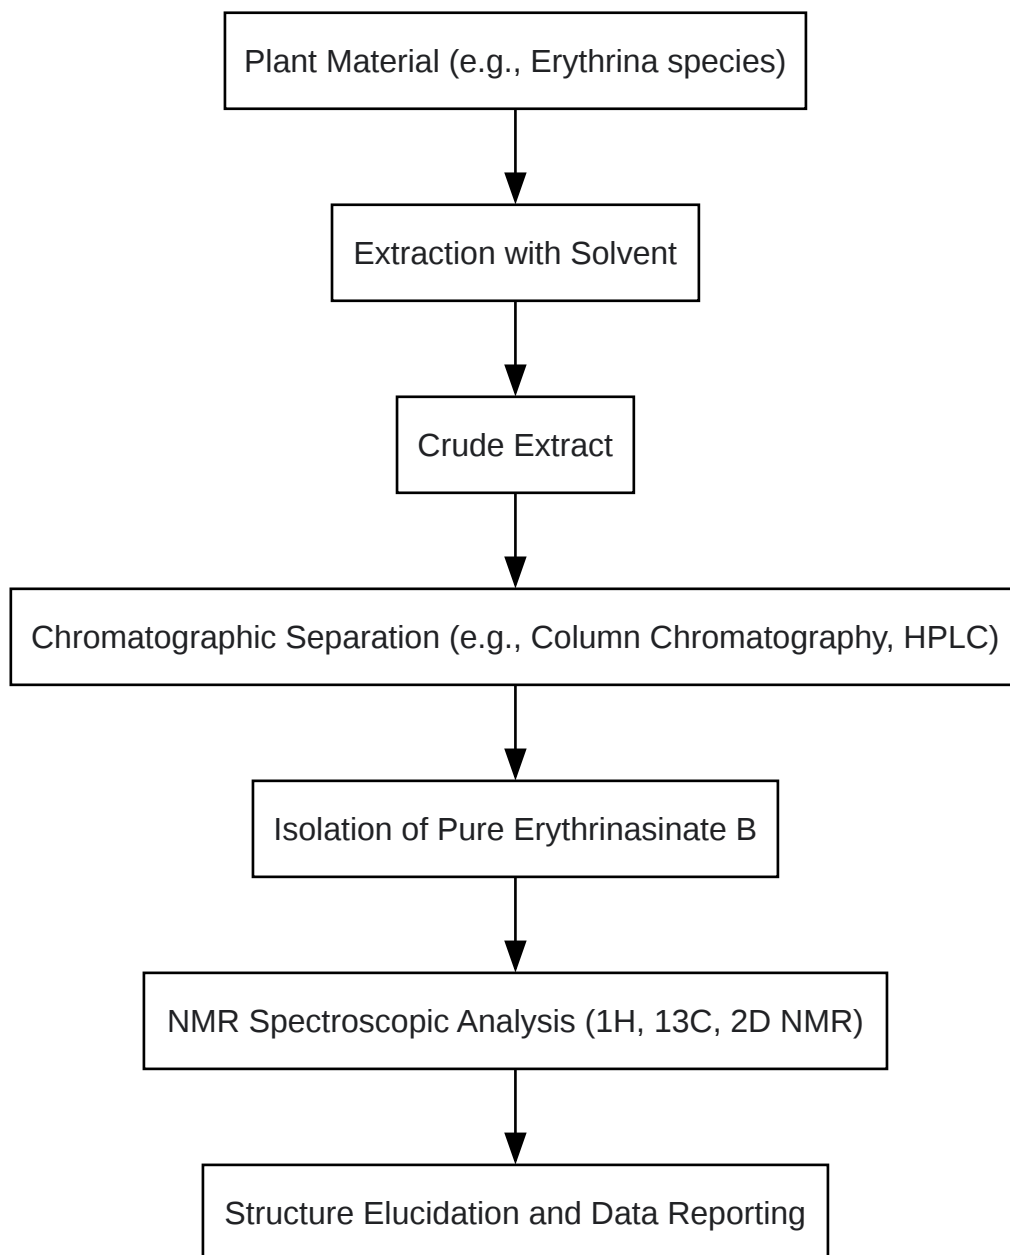 Plant Material (e.g., Erythrina species)
Extraction with Solvent
Crude Extract
Chromatographic Separation (e.g., Column Chromatography, HPLC)
Isolation of Pure Erythrinasinate B
NMR Spectroscopic Analysis (1H, 13C, 2D NMR)
Structure Elucidation and Data Reporting